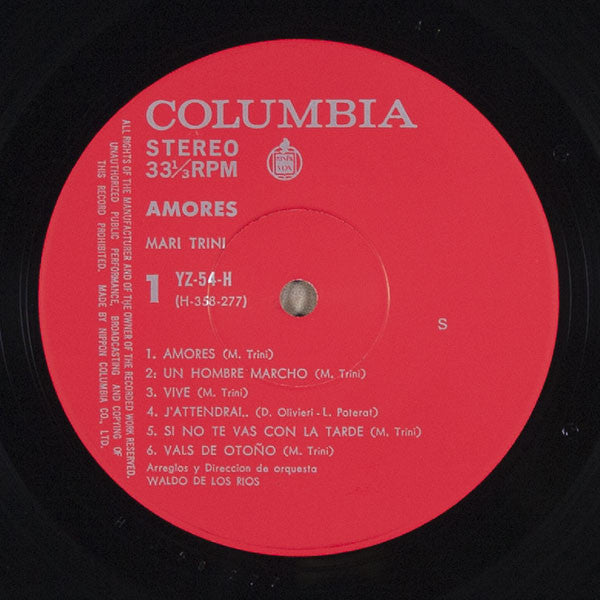 COLUMBIA
STEREO
33 1/3 RPM
AMORES
MARI TRINI
1
YZ-54-H
(H-358-277)
S
1. AMORES (M. Trini)
2: UN HOMBRE MARCHO (M. Trini)
3. VIVE (M. Trini)
4. J'ATTENDRAI.. (D. Olivieri - L. Poterat)
5. SI NO TE VAS CON LA TARDE (M. Trini)
6. VALS DE OTOÑO (M. Trini)
Arreglos y Direccion de orquesta
WALDO DE LOS RIOS
ALL RIGHTS OF THE MANUFACTURER AND OF THE OWNER OF THE RECORDED WORK RESERVED.
UNAUTHORIZED PUBLIC PERFORMANCE, BROADCASTING AND COPYING OF
THIS RECORD PROHIBITED. MADE BY NIPPON COLUMBIA CO., LTD.